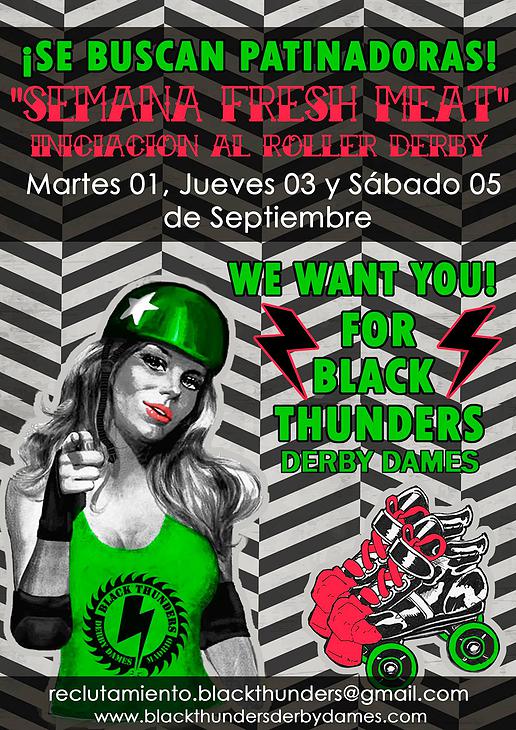 ¡SE BUSCAN PATINADORAS!
"SEMANA FRESH MEAT"
INICIACION AL ROLLER DERBY
Martes 01, Jueves 03 y Sábado 05
de Septiembre
WE WANT YOU!
FOR
BLACK
THUNDERS
DERBY DAMES
BLACK THUNDERS
DERBY DAMES MADRID
reclutamiento.blackthunders@gmail.com
www.blackthundersderbydames.com